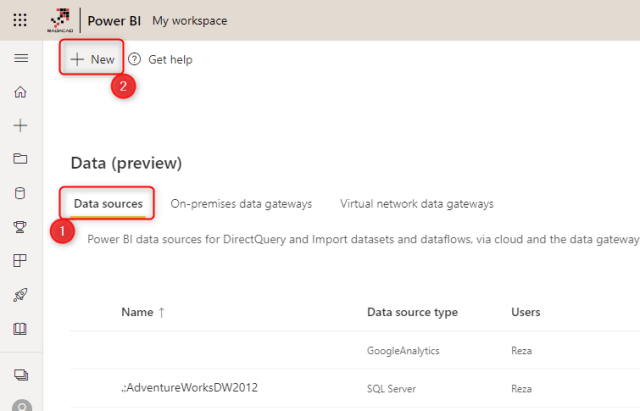 RADACAD Power BI My workspace
+ New ? Get help
2
Data (preview)
Data sources On-premises data gateways Virtual network data gateways
1
Power BI data sources for DirectQuery and Import datasets and dataflows, via cloud and the data gateway
Name ↑ Data source type Users
GoogleAnalytics Reza
.;AdventureWorksDW2012 SQL Server Reza